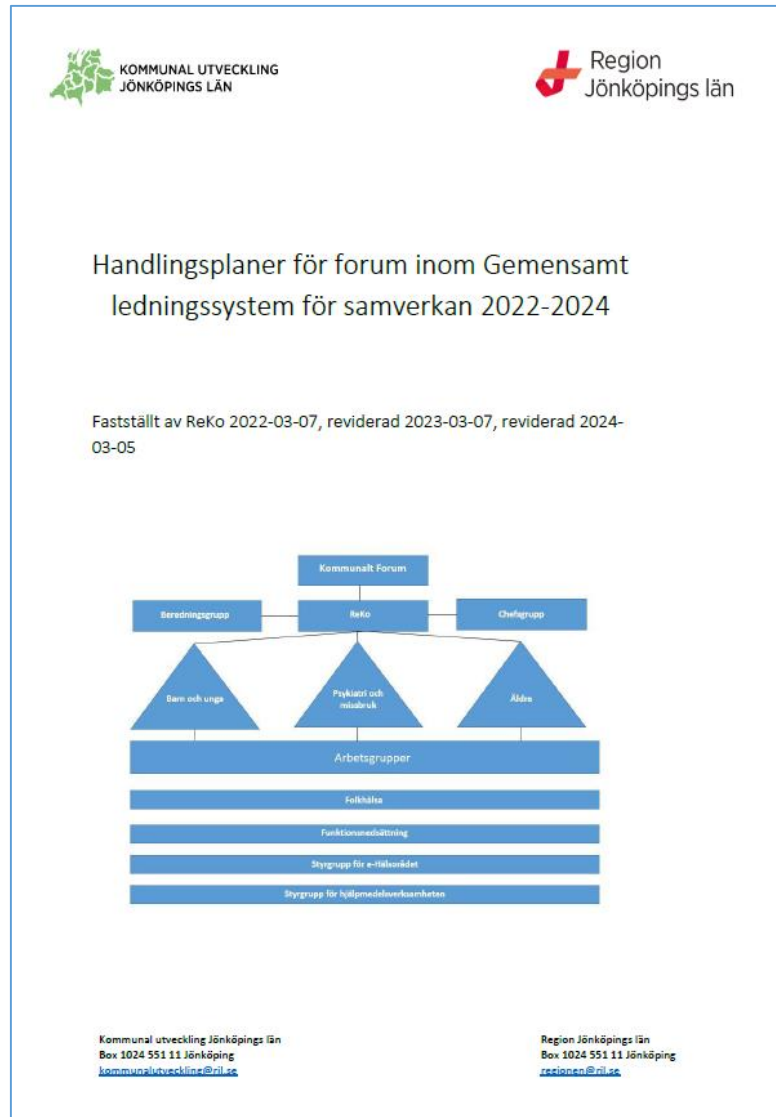 KOMMUNAL UTVECKLING
JÖNKÖPINGS LÄN
Region
Jönköpings län
Handlingsplaner för forum inom Gemensamt
ledningssystem för samverkan 2022-2024
Fastställt av ReKo 2022-03-07, reviderad 2023-03-07, reviderad 2024-
03-05
Kommunalt Forum
Beredningsgrupp
ReKo
Chefsgrupp
Barn och unga
Psykiatri och
missbruk
Äldre
Arbetsgrupper
Folkhälsa
Funktionsnedsättning
Styrgrupp för e-Hälsorådet
Styrgrupp för hjälpmedelsverksamheten
Kommunal utveckling Jönköpings län
Box 1024 551 11 Jönköping
kommunalutveckling@rjl.se
Region Jönköpings län
Box 1024 551 11 Jönköping
regionen@rjl.se